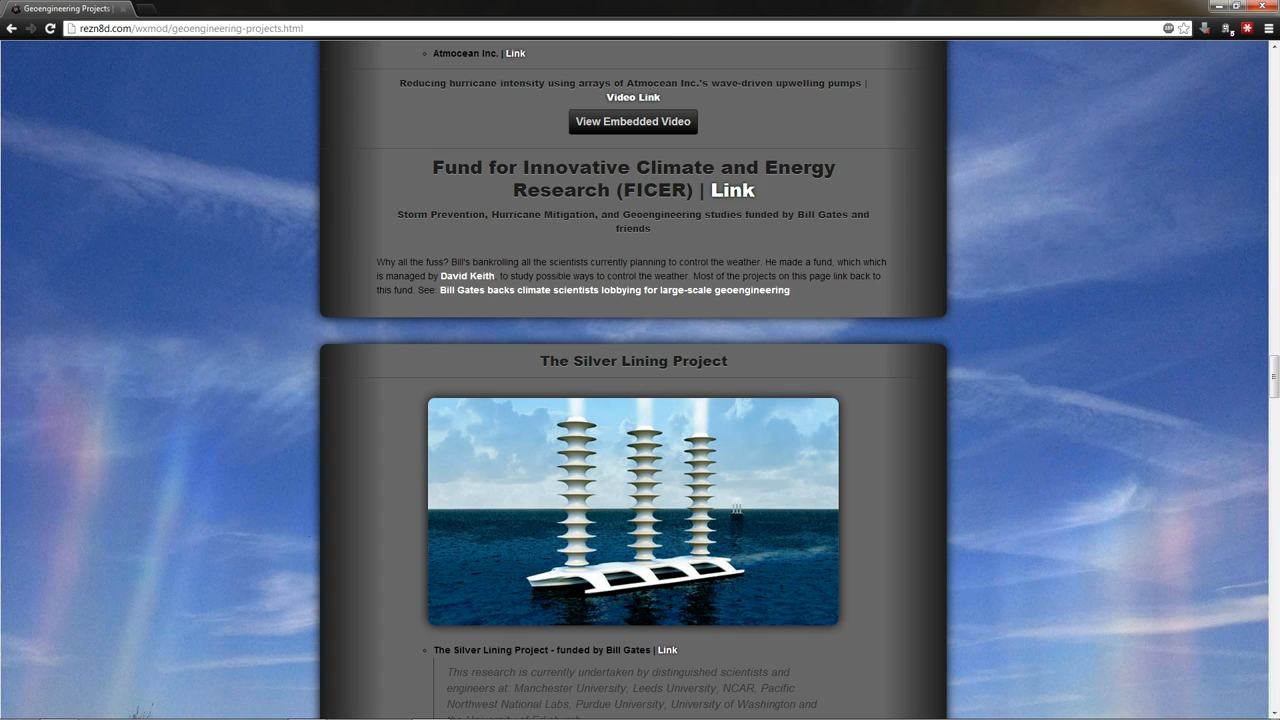 Geoengineering Projects |
rezn8d.com/wxmod/geoengineering-projects.html
Atmocean Inc. | Link
Reducing hurricane intensity using arrays of Atmocean Inc.'s wave-driven upwelling pumps |
Video Link
View Embedded Video
Fund for Innovative Climate and Energy
Research (FICER) | Link
Storm Prevention, Hurricane Mitigation, and Geoengineering studies funded by Bill Gates and
friends
Why all the fuss? Bill's bankrolling all the scientists currently planning to control the weather. He made a fund, which which
is managed by David Keith, to study possible ways to control the weather. Most of the projects on this page link back to
this fund. See: Bill Gates backs climate scientists lobbying for large-scale geoengineering
The Silver Lining Project
The Silver Lining Project - funded by Bill Gates | Link
This research is currently undertaken by distinguished scientists and
engineers at: Manchester University, Leeds University, NCAR, Pacific
Northwest National Labs, Purdue University, University of Washington and
the University of Edinburgh